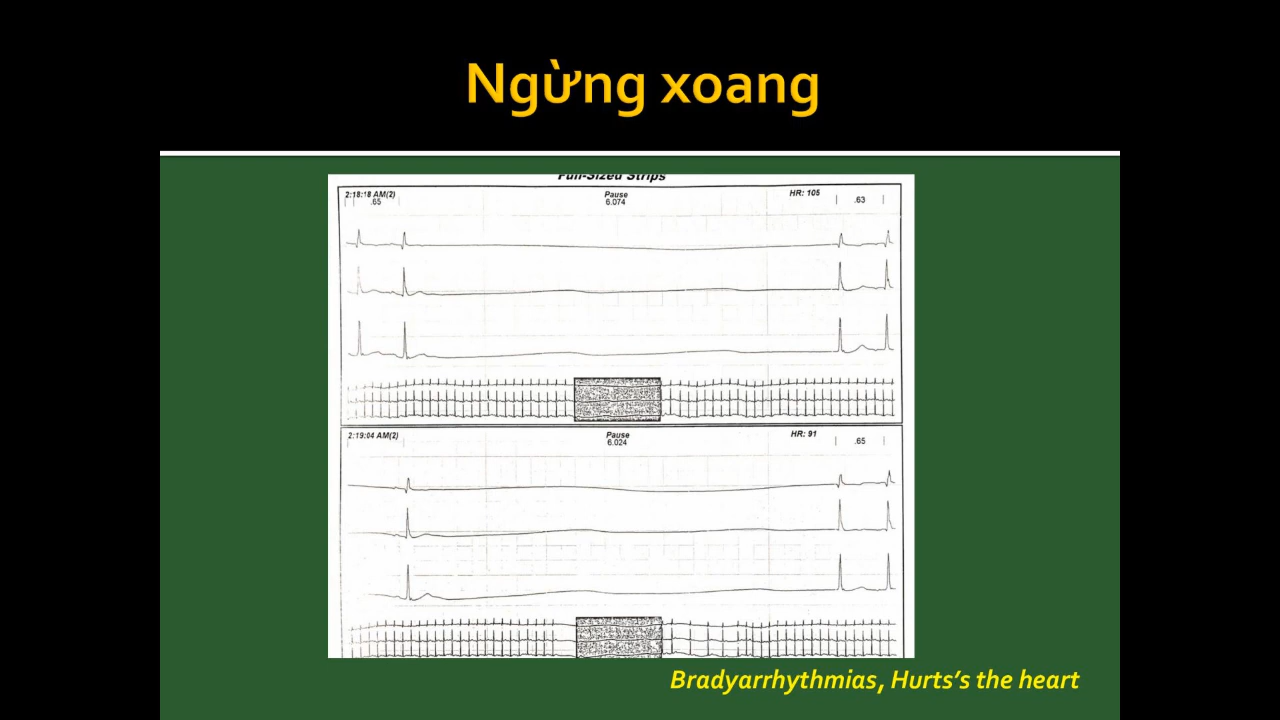 Ngừng xoang
Full-Sized Strips
2:18:18 AM(2) Pause HR: 105
.65 6.074 .63
2:19:04 AM(2) Pause HR: 91
6.024 .65
Bradyarrhythmias, Hurts's the heart